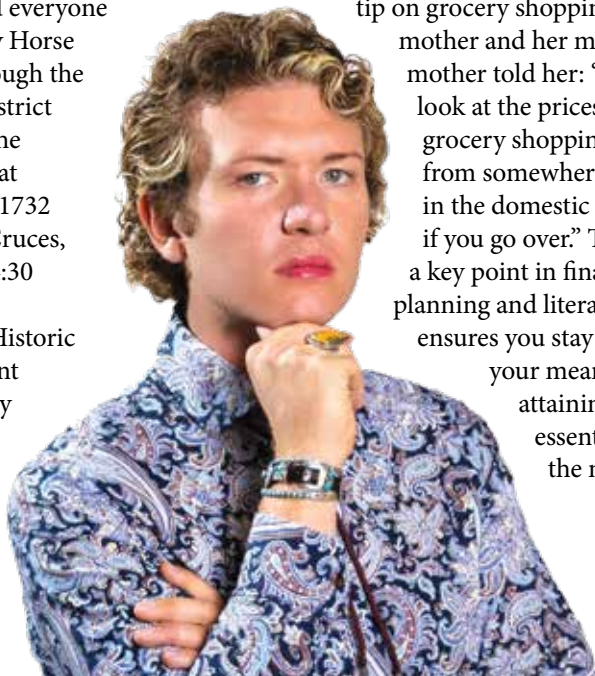 everyone
y Horse
ough the
strict
he
at
1732
Cruces,
:30
Historic
nt
y
tip on grocery shoppin
mother and her m
mother told her: “
look at the prices
grocery shoppin
from somewher
in the domestic
if you go over.” T
a key point in fina
planning and litera
ensures you stay
your mean
attainin
essent
the